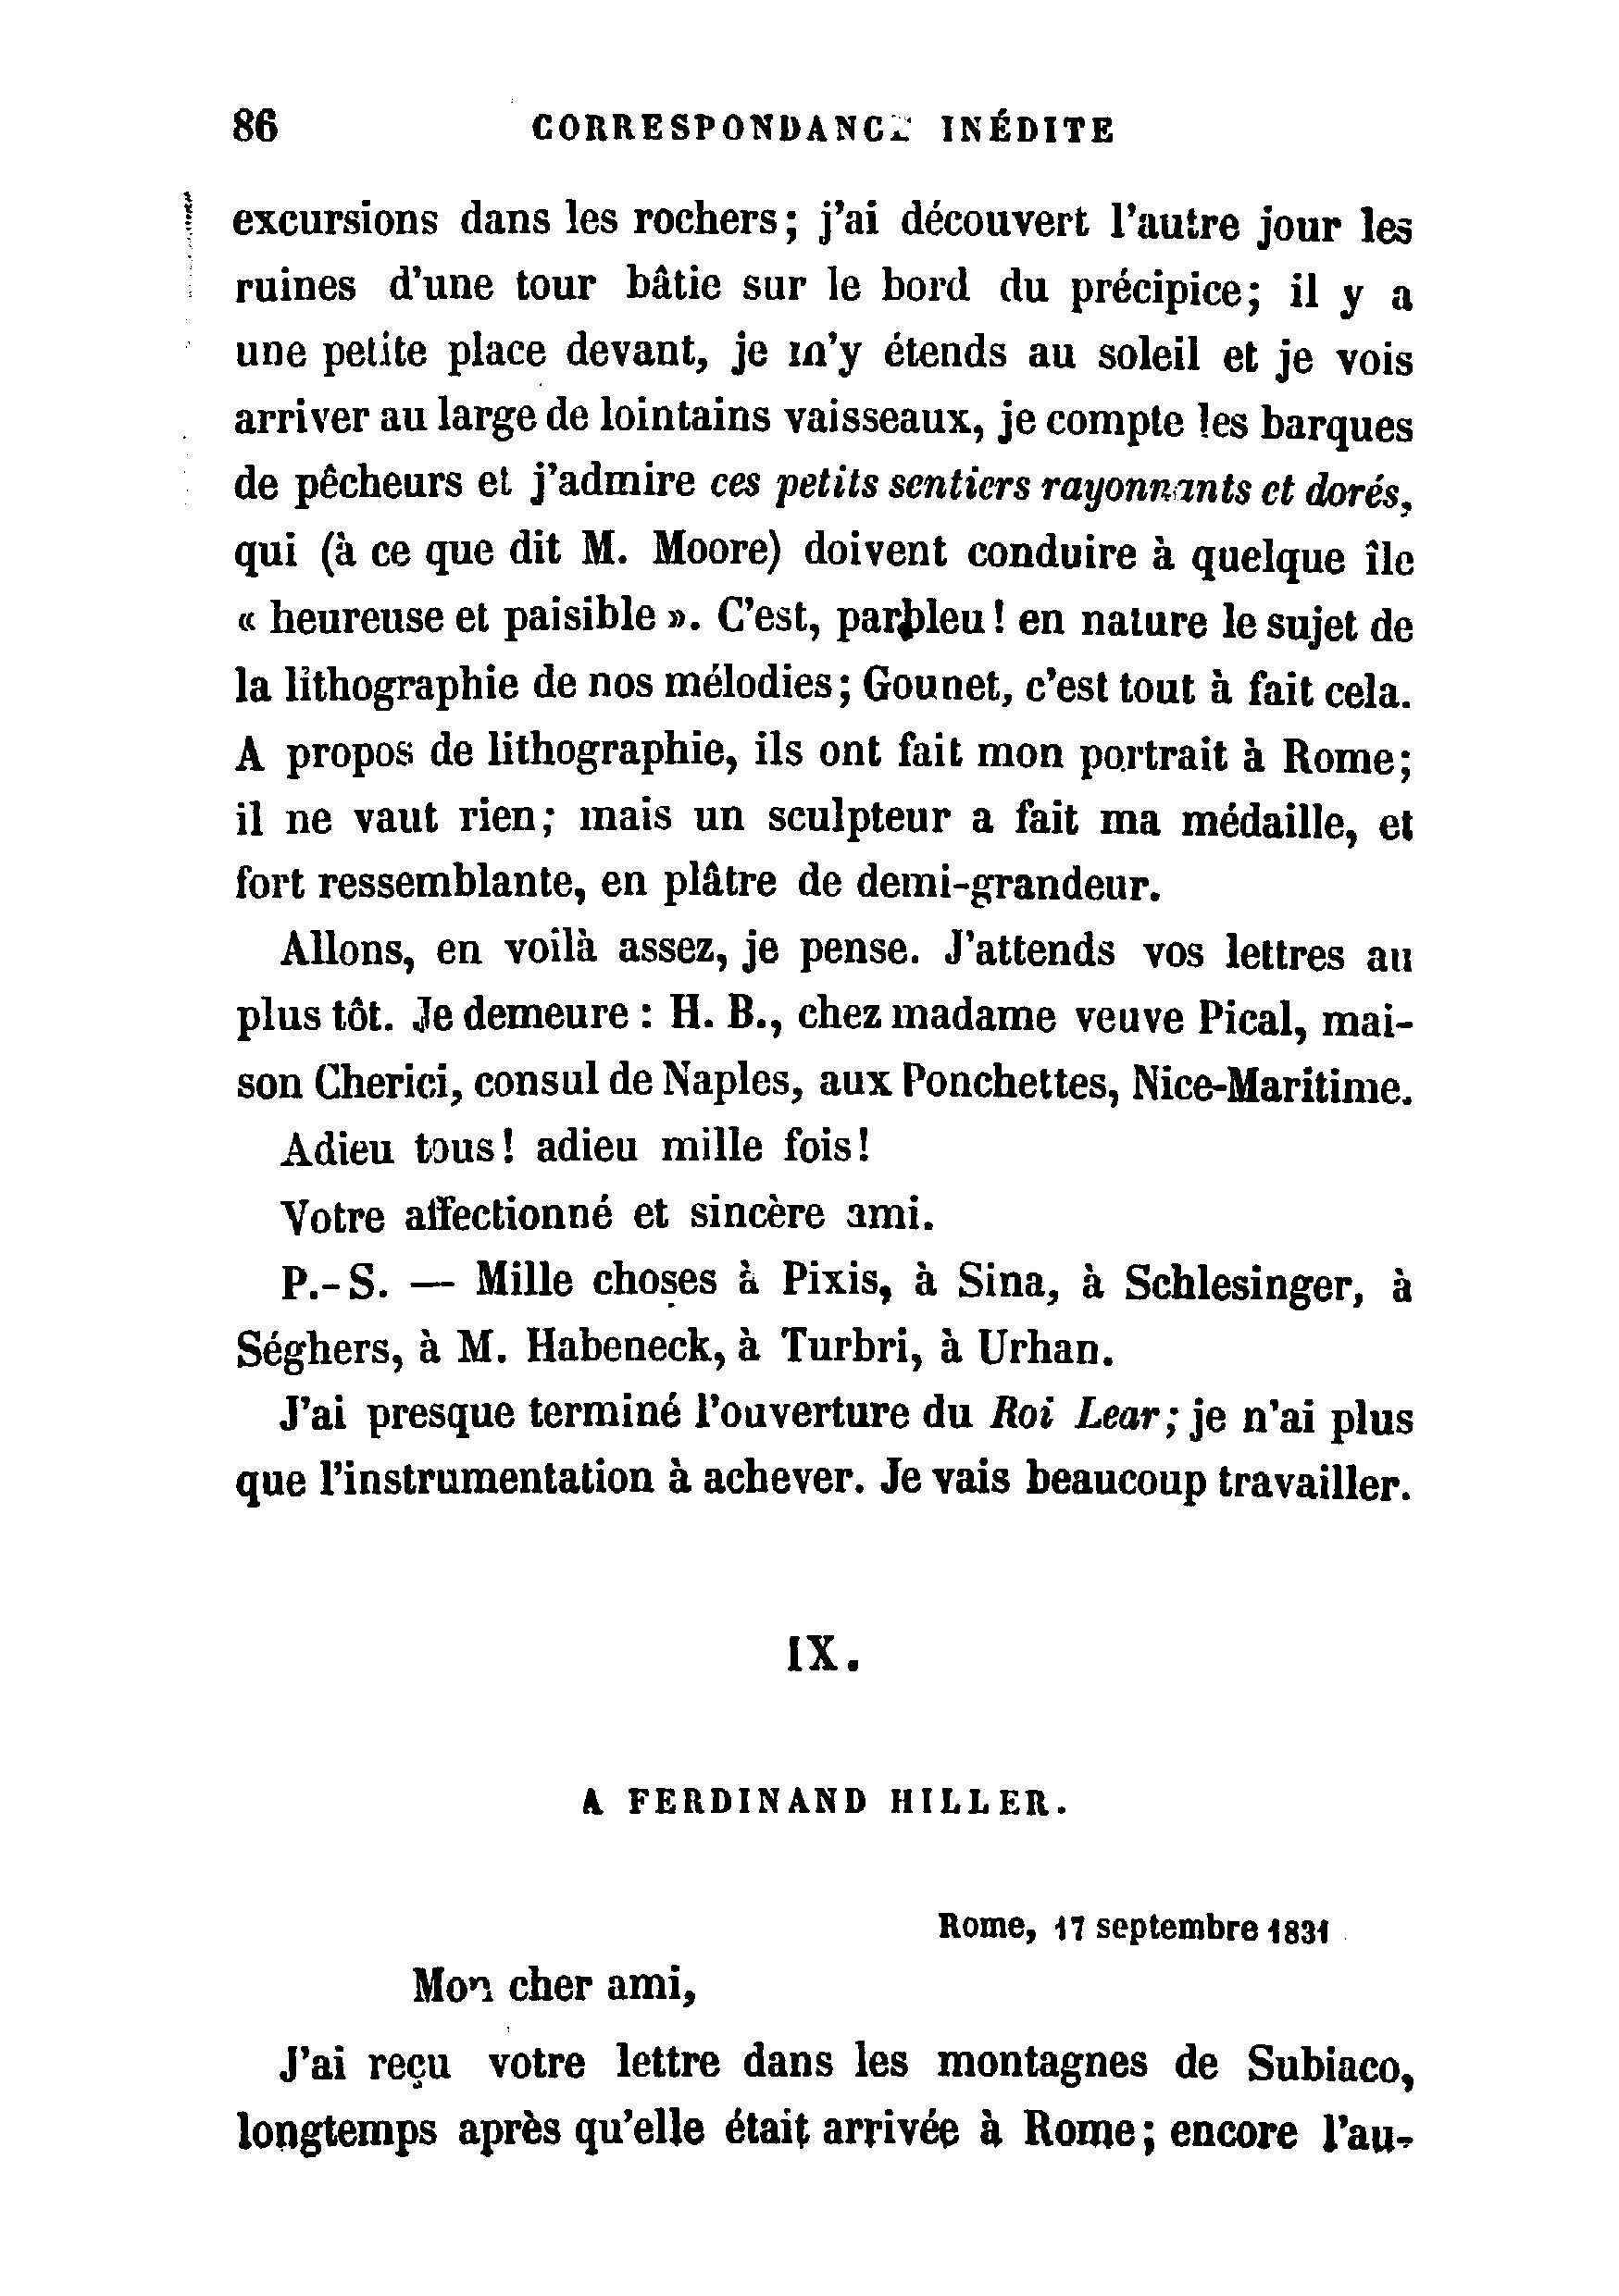 86 CORRESPONDANCE INÉDITE
excursions dans les rochers; j'ai découvert l'autre jour les
ruines d'une tour bâtie sur le bord du précipice; il y a
une petite place devant, je m'y étends au soleil et je vois
arriver au large de lointains vaisseaux, je compte les barques
de pêcheurs et j'admire ces petits sentiers rayonnants et dorés,
qui (à ce que dit M. Moore) doivent conduire à quelque île
« heureuse et paisible ». C'est, parbleu! en nature le sujet de
la lithographie de nos mélodies; Gounet, c'est tout à fait cela.
A propos de lithographie, ils ont fait mon portrait à Rome;
il ne vaut rien; mais un sculpteur a fait ma médaille, et
fort ressemblante, en plâtre de demi-grandeur.
Allons, en voilà assez, je pense. J'attends vos lettres au
plus tôt. Je demeure : H. B., chez madame veuve Pical, mai-
son Cherici, consul de Naples, aux Ponchettes, Nice-Maritime.
Adieu tous! adieu mille fois!
Votre affectionné et sincère ami.
P.-S. — Mille choses à Pixis, à Sina, à Schlesinger, à
Séghers, à M. Habeneck, à Turbri, à Urhan.
J'ai presque terminé l'ouverture du Roi Lear; je n'ai plus
que l'instrumentation à achever. Je vais beaucoup travailler.
IX.
A FERDINAND HILLER.
Rome, 17 septembre 1831
Mon cher ami,
J'ai reçu votre lettre dans les montagnes de Subiaco,
longtemps après qu'elle était arrivée à Rome; encore l'au-